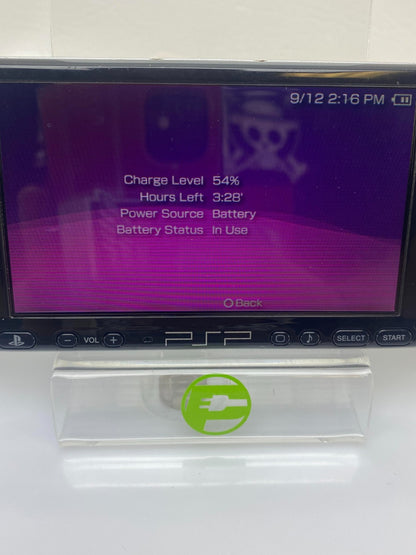 9/12 2:16 PM
Charge Level 54%
Hours Left 3:28'
Power Source Battery
Battery Status In Use
Back
VOL
PSP
SELECT
START